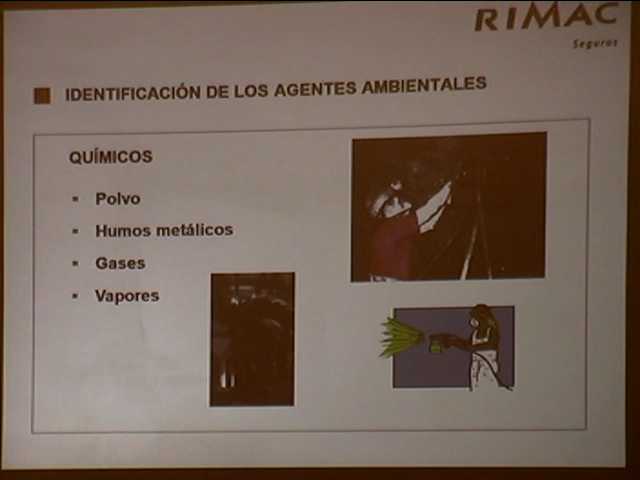 RIMAC
Seguros
IDENTIFICACIÓN DE LOS AGENTES AMBIENTALES
QUÍMICOS
Polvo
Humos metálicos
Gases
Vapores